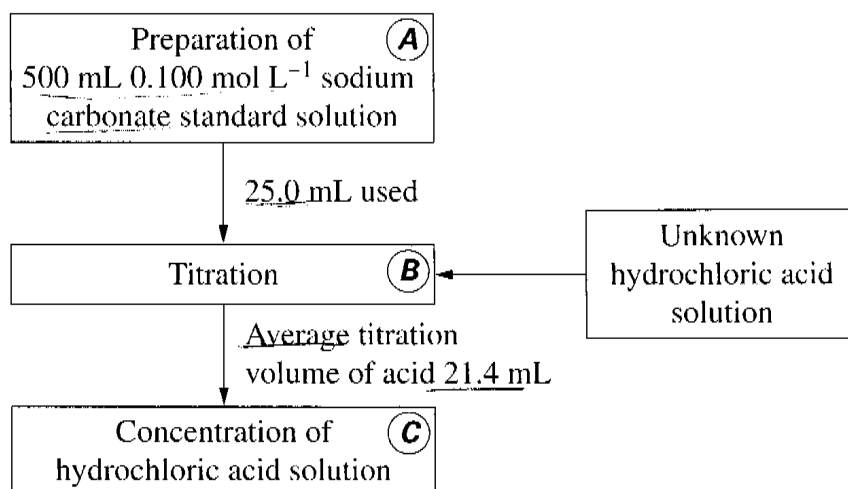 Preparation of
A
500 mL 0.100 mol L⁻¹ sodium
carbonate standard solution
25.0 mL used
Titration
B
Unknown
hydrochloric acid
solution
Average titration
volume of acid 21.4 mL
Concentration of
C
hydrochloric acid solution